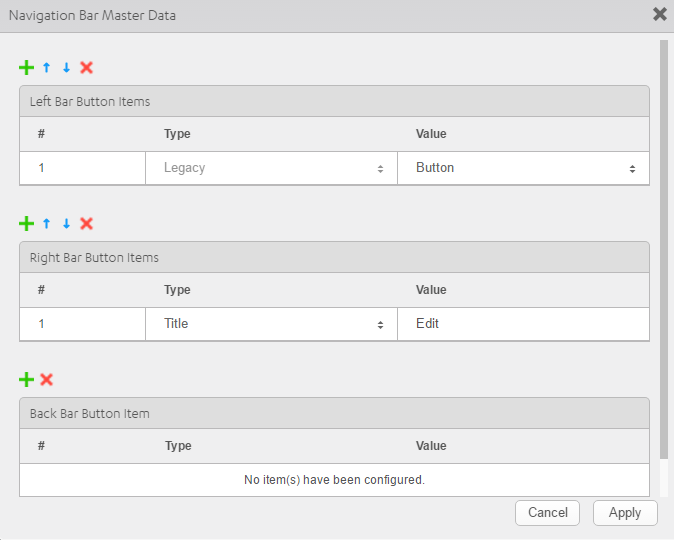 Navigation Bar Master Data
Left Bar Button Items
# Type Value
1 Legacy Button
Right Bar Button Items
# Type Value
1 Title Edit
Back Bar Button Item
# Type Value
No item(s) have been configured.
Cancel Apply